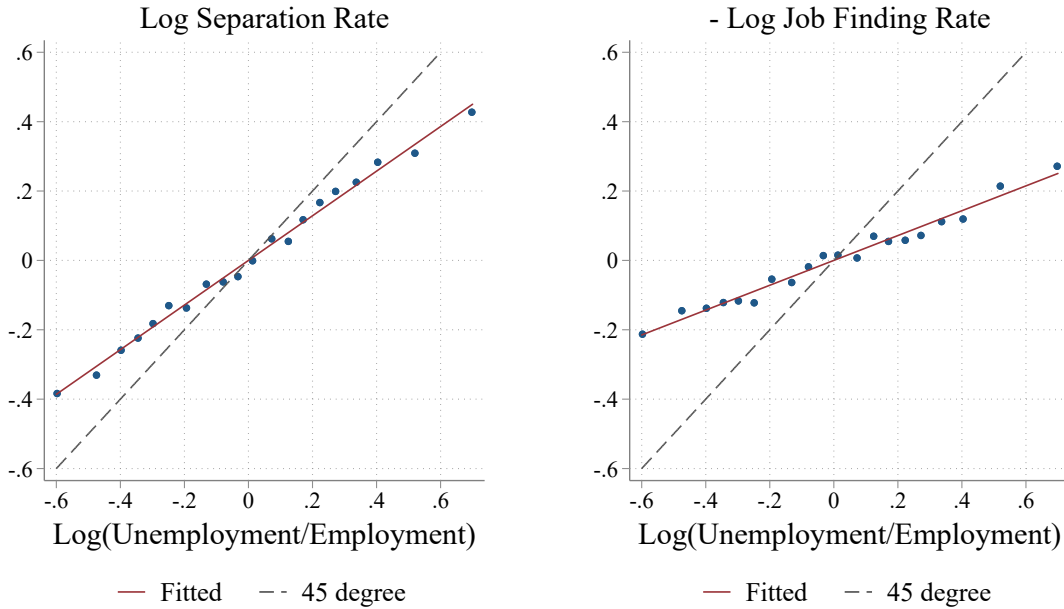 Log Separation Rate
.6
.4
.2
0
-.2
-.4
-.6
-.6 -.4 -.2 0 .2 .4 .6
Log(Unemployment/Employment)
Fitted 45 degree
- Log Job Finding Rate
.6
.4
.2
0
-.2
-.4
-.6
-.6 -.4 -.2 0 .2 .4 .6
Log(Unemployment/Employment)
Fitted 45 degree